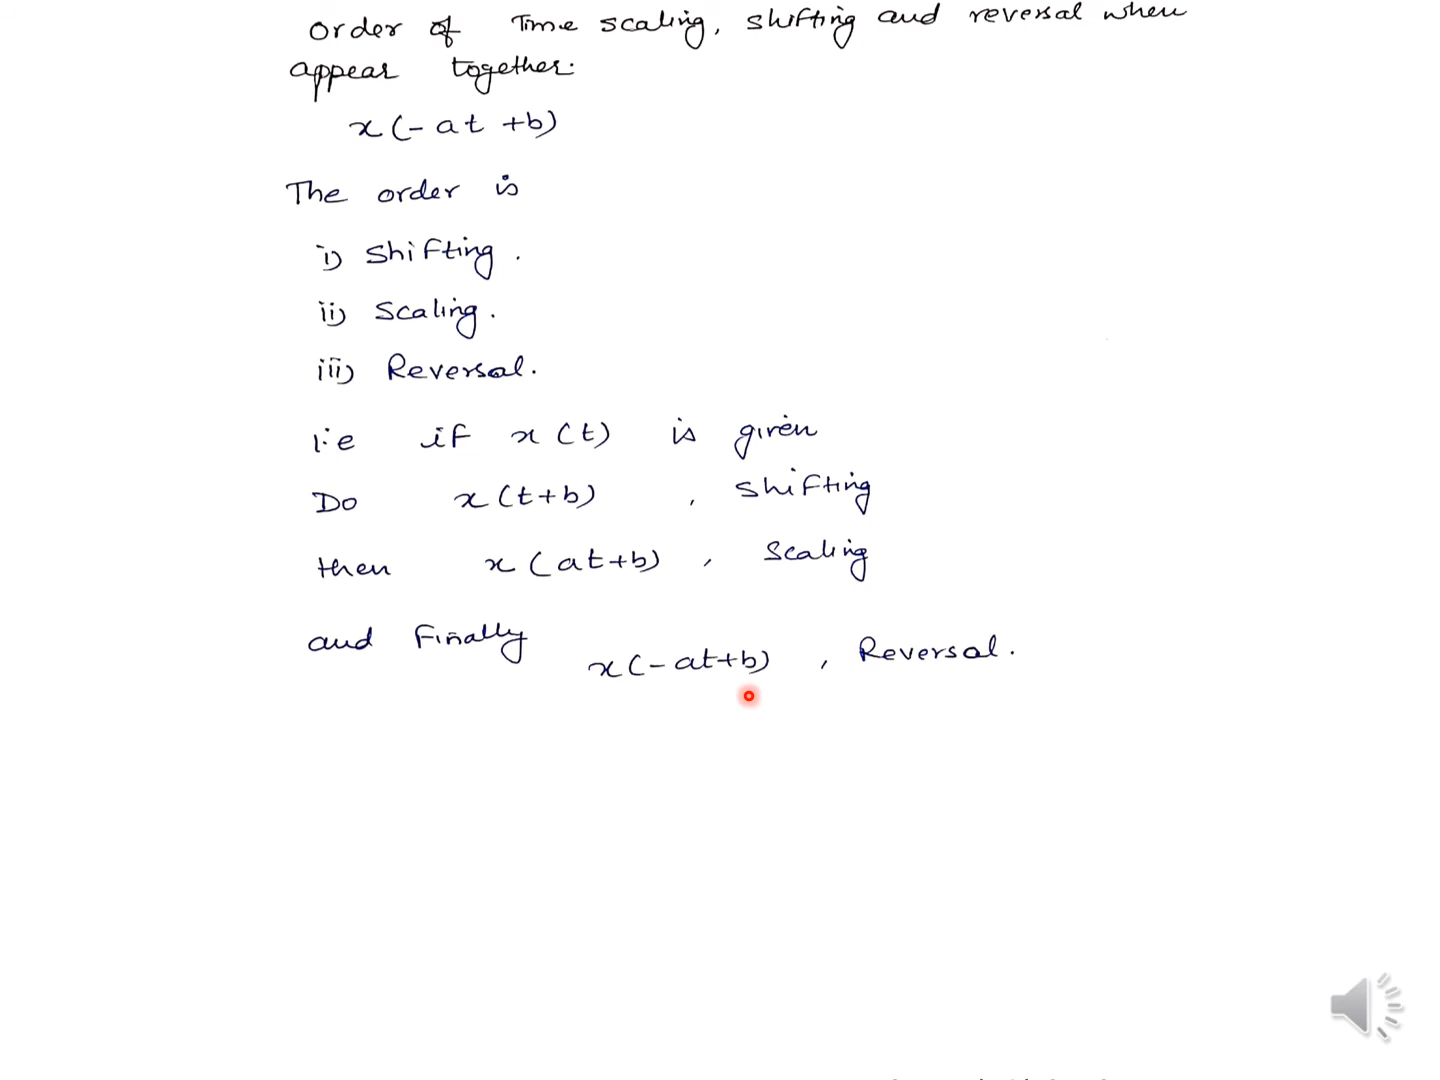 order of Time scaling, shifting and reversal when
appear together.
x(-at +b)
The order is
i) Shifting.
ii) Scaling.
iii) Reversal.
i.e if x(t) is given
Do x(t+b) , Shifting
then x(at+b) , Scaling
and Finally x(-at+b) , Reversal.